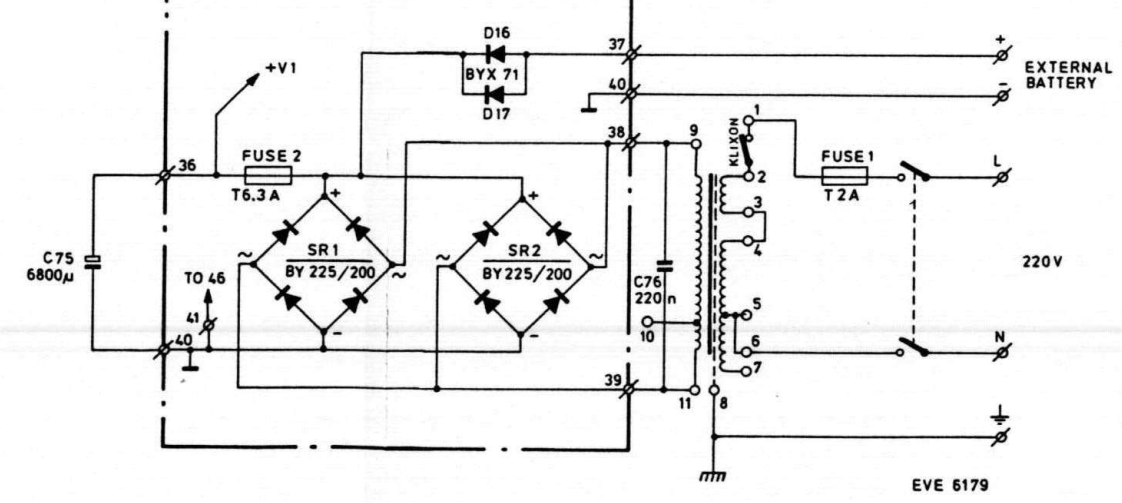 D16
BYX 71
D17
+V1
37
40
+
-
EXTERNAL
BATTERY
38
9
1
KLIXON
36
FUSE 2
T6.3A
+
+
2
FUSE 1
T2A
L
3
4
~
SR1
BY 225/200
~
~
SR2
BY 225/200
~
C75
6800µ
TO 46
41
C76
220n
10
220V
5
6
7
N
40
-
-
39
11
8
EVE 6179